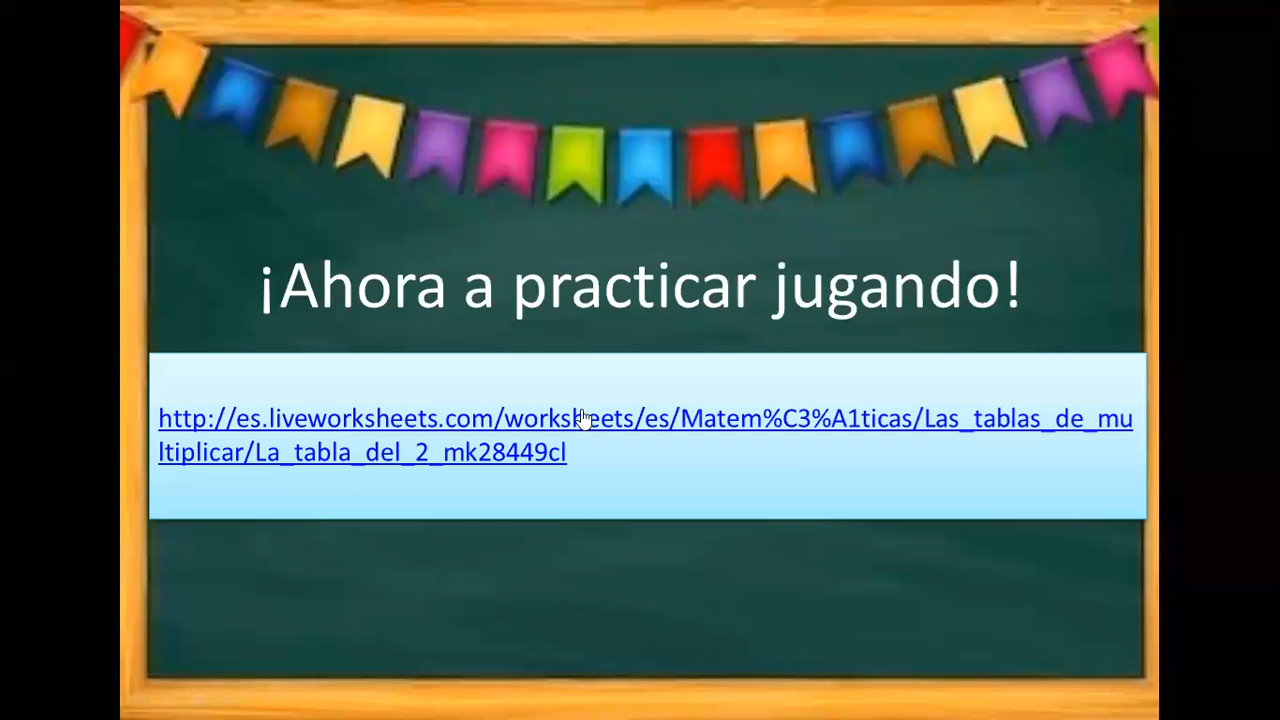 ¡Ahora a practicar jugando!
http://es.liveworksheets.com/worksheets/es/Matem%C3%A1ticas/Las_tablas_de_mu
ltiplicar/La_tabla_del_2_mk28449cl